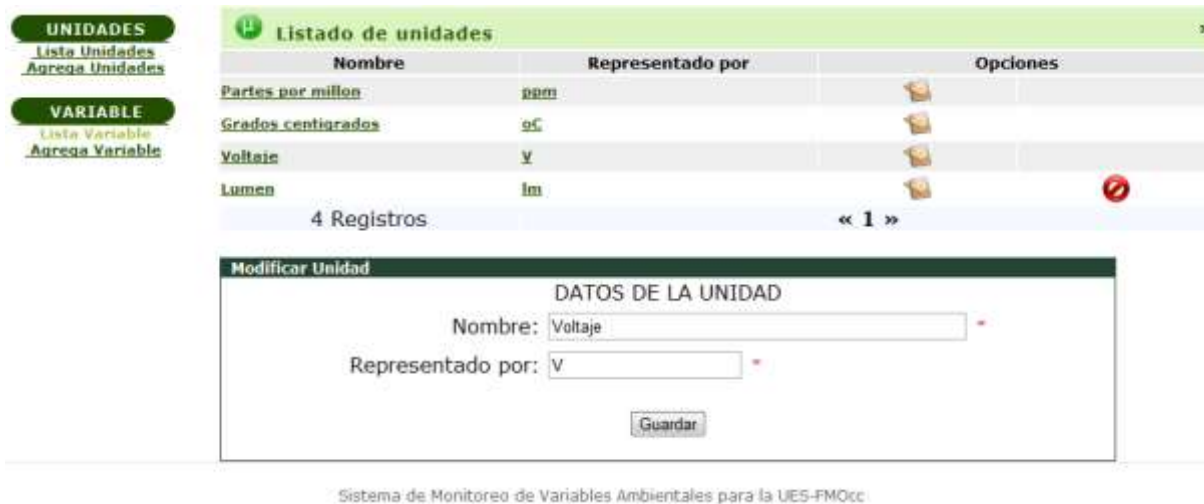 UNIDADES
Lista Unidades
Agrega Unidades
VARIABLE
Lista Variable
Agrega Variable
µ Listado de unidades
Nombre Representado por Opciones
Partes por millon ppm
Grados centigrados oC
Voltaje V
Lumen lm
4 Registros « 1 »
Modificar Unidad
DATOS DE LA UNIDAD
Nombre: Voltaje *
Representado por: V *
Guardar
Sistema de Monitoreo de Variables Ambientales para la UES-FMOcc